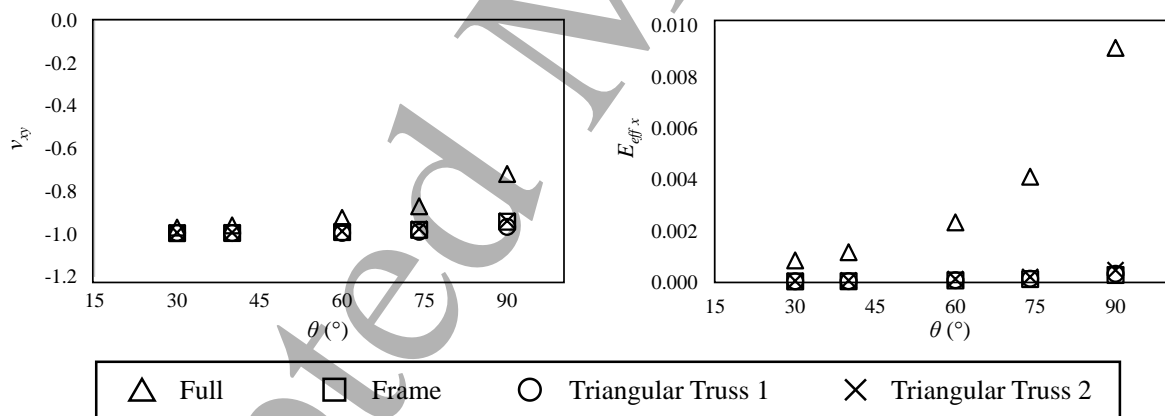 0.0
-0.2
-0.4
-0.6
-0.8
-1.0
-1.2
ν_xy
15 30 45 60 75 90
θ (°)
0.010
0.008
0.006
0.004
0.002
0.000
E_eff x
15 30 45 60 75 90
θ (°)
Full Frame Triangular Truss 1 Triangular Truss 2